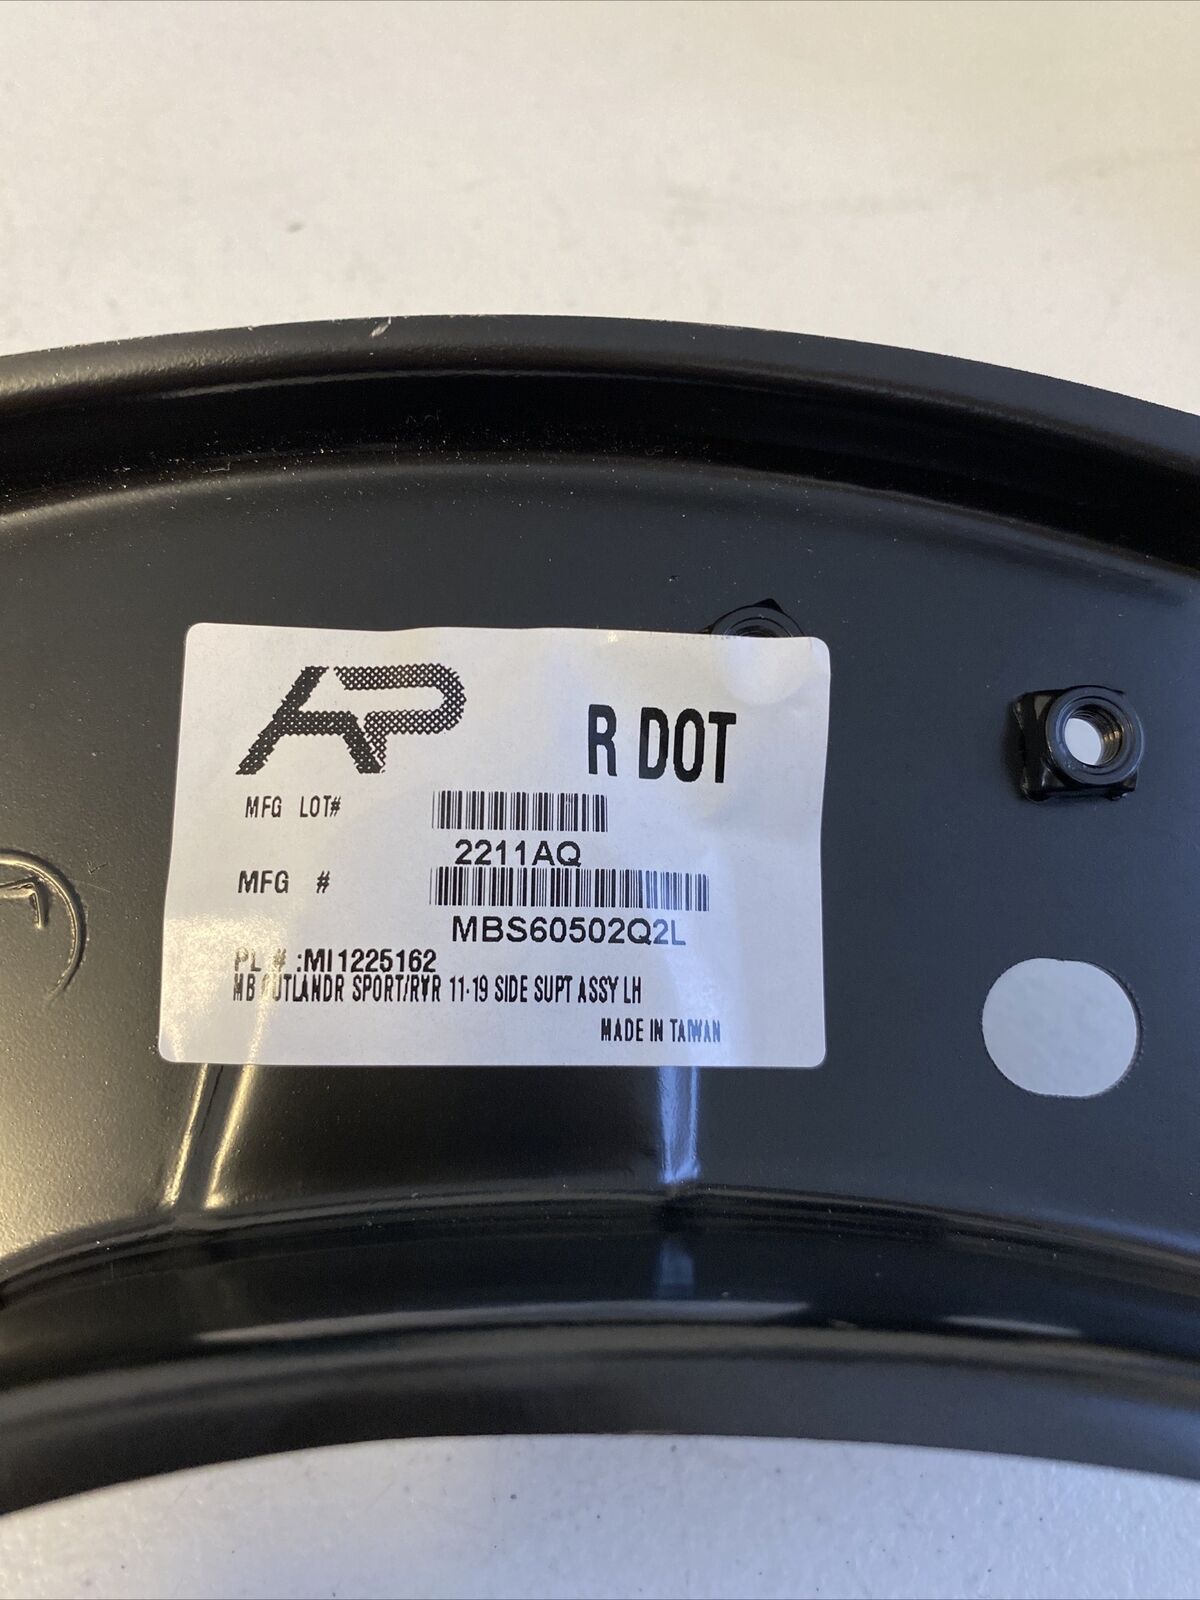 AP
R DOT
MFG LOT#
2211AQ
MFG #
MBS60502Q2L
PL # :MI1225162
MB OUTLANDR SPORT/RVR 11-19 SIDE SUPT ASSY LH
MADE IN TAIWAN